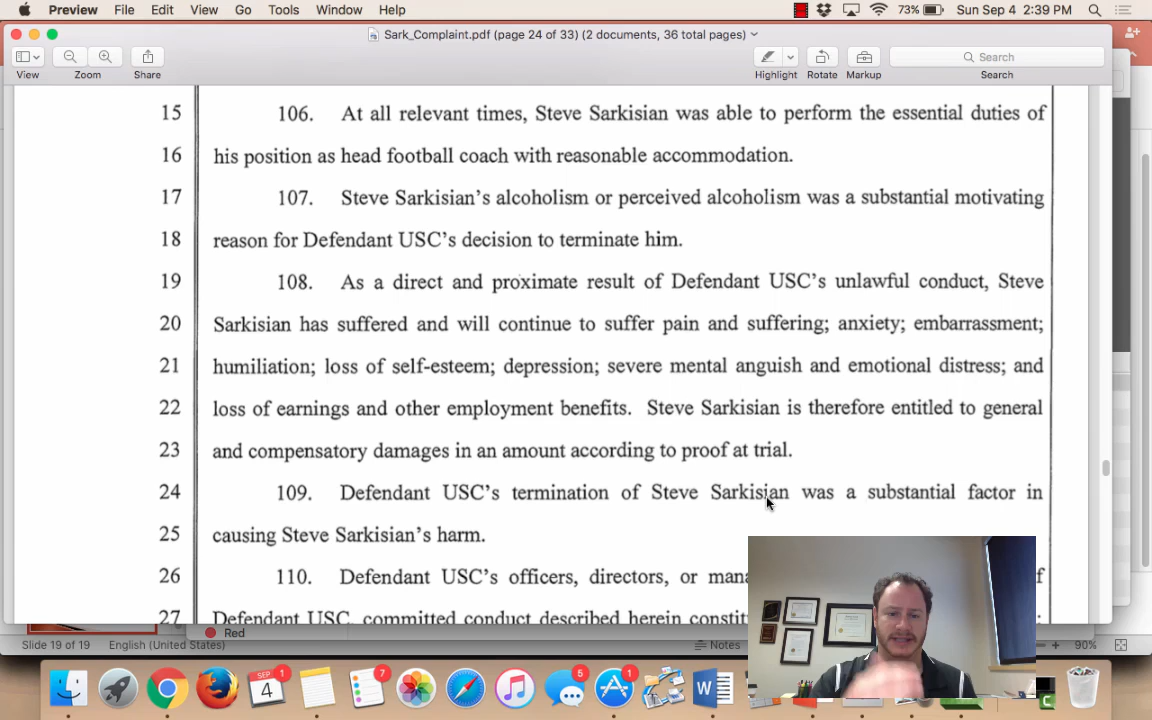 Preview File Edit View Go Tools Window Help 73% Sun Sep 4 2:39 PM
Sark_Complaint.pdf (page 24 of 33) (2 documents, 36 total pages)
Search
View Zoom Share Highlight Rotate Markup Search
15 106. At all relevant times, Steve Sarkisian was able to perform the essential duties of
16 his position as head football coach with reasonable accommodation.
17 107. Steve Sarkisian's alcoholism or perceived alcoholism was a substantial motivating
18 reason for Defendant USC's decision to terminate him.
19 108. As a direct and proximate result of Defendant USC's unlawful conduct, Steve
20 Sarkisian has suffered and will continue to suffer pain and suffering; anxiety; embarrassment;
21 humiliation; loss of self-esteem; depression; severe mental anguish and emotional distress; and
22 loss of earnings and other employment benefits. Steve Sarkisian is therefore entitled to general
23 and compensatory damages in an amount according to proof at trial.
24 109. Defendant USC's termination of Steve Sarkisian was a substantial factor in
25 causing Steve Sarkisian's harm.
26 110. Defendant USC's officers, directors, or
27 Defendant USC, committed conduct described herein
Red
Slide 19 of 19 English (United States) Notes 90%
1 SEP 4 7 5 1